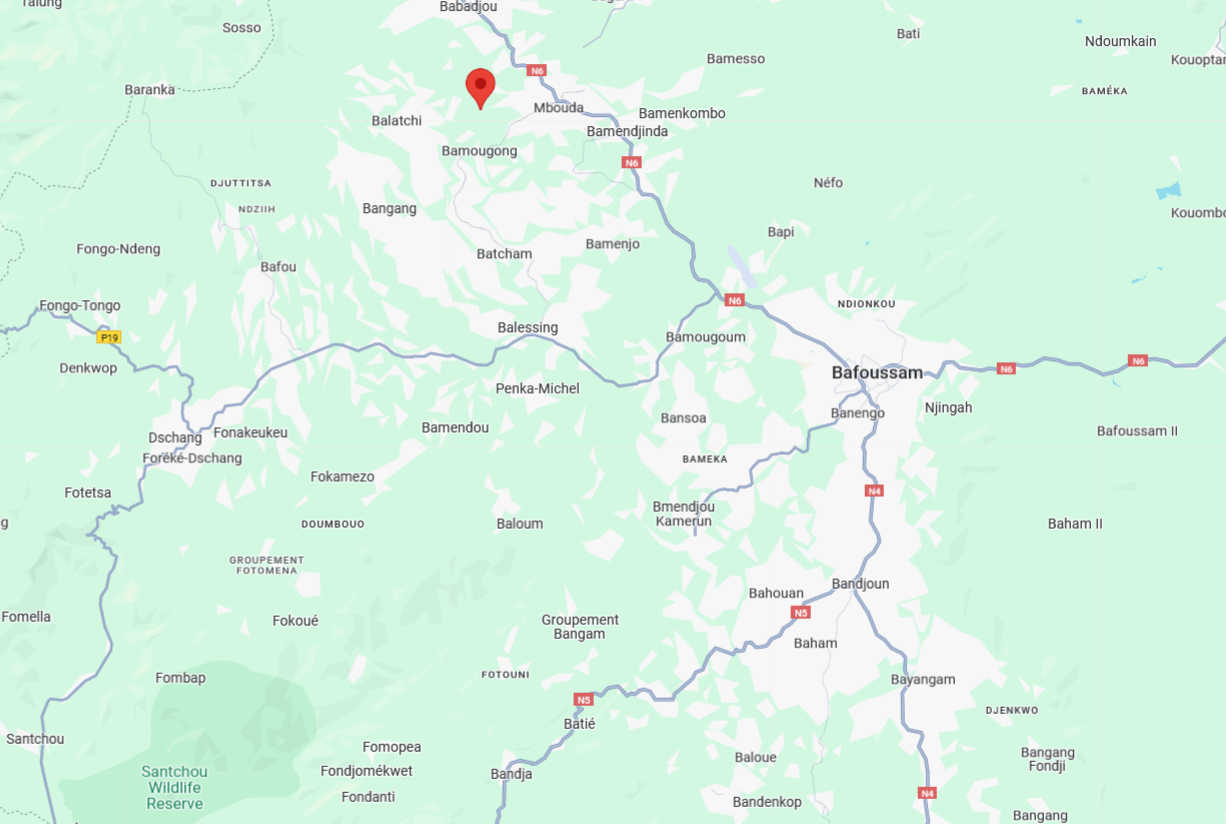 Babadjou
Sosso
Bati
Ndoumkain
Bamesso
N6
Baranka
BAMÉKA
Mbouda
Bamenkombo
Balatchi
Bamendjinda
Bamougong
N6
DJUTTITSA
Néfo
NDZIIH
Bangang
Bapi
Fongo-Ndeng
Batcham
Bamenjo
Bafou
Fongo-Tongo
N6
NDIONKOU
P19
Balessing
Bamougoum
Denkwop
Bafoussam
N6
N6
Penka-Michel
Banengo
Njingah
Bansoa
Bamendou
Bafoussam II
Dschang
Fonakeukeu
Foréké-Dschang
BAMEKA
Fokamezo
Fotetsa
N4
Bmendjou
Kamerun
DOUMBOUO
Baloum
Baham II
GROUPEMENT
FOTOMENA
Bandjoun
Bahouan
Fomella
Fokoué
Groupement
Bangam
N5
Baham
Fombap
FOTOUNI
Bayangam
N5
DJENKWO
Batié
Santchou
Fomopea
Bangang
Fondji
Baloue
Santchou
Wildlife
Reserve
Fondjomékwet
Bandja
Fondanti
Bandenkop
N4
Bangang